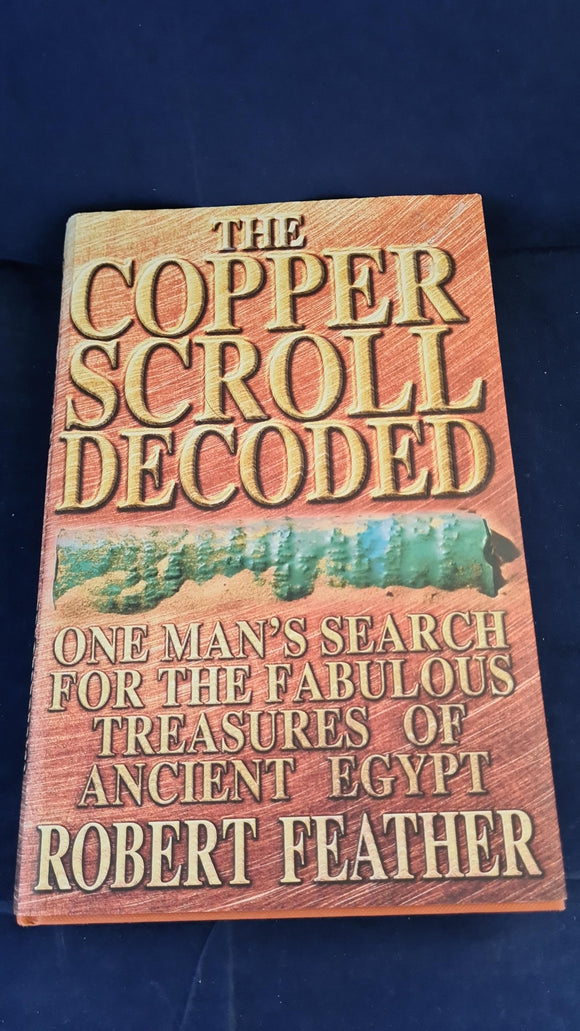 THE
COPPER
SCROLL
DECODED
ONE MAN'S SEARCH
FOR THE FABULOUS
TREASURES OF
ANCIENT EGYPT
ROBERT FEATHER